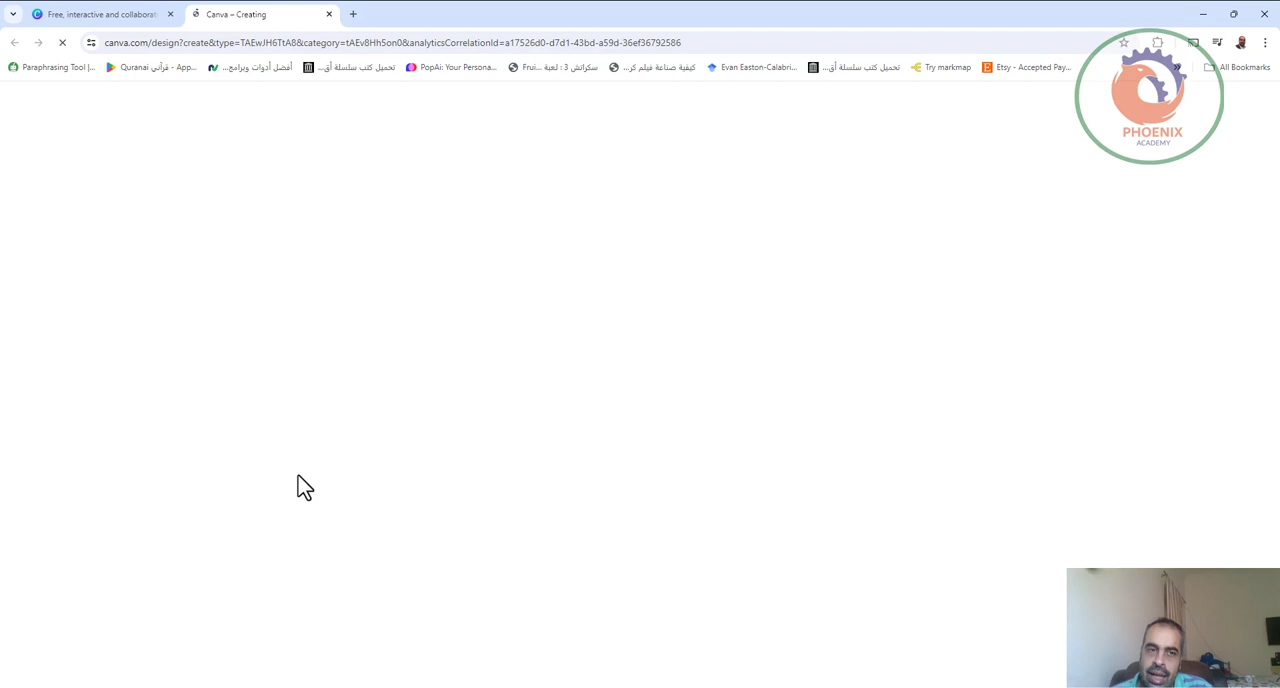 Free, interactive and collaborat
Canva – Creating
canva.com/design?create&type=TAEwJH6TtA8&category=tAEv8Hh5on0&analyticsCorrelationId=a17526d0-d7d1-43bd-a59d-36ef36792586
Paraphrasing Tool |...
Quranai قرآني - App...
أفضل أدوات وبرامج...
تحميل كتب سلسلة أق...
PopAi: Your Persona...
سكراتش 3 : لعبة Frui...
كيفية صناعة فيلم كر...
Evan Easton-Calabri...
تحميل كتب سلسلة أق...
Try markmap
Etsy - Accepted Pay...
All Bookmarks
PHOENIX
ACADEMY